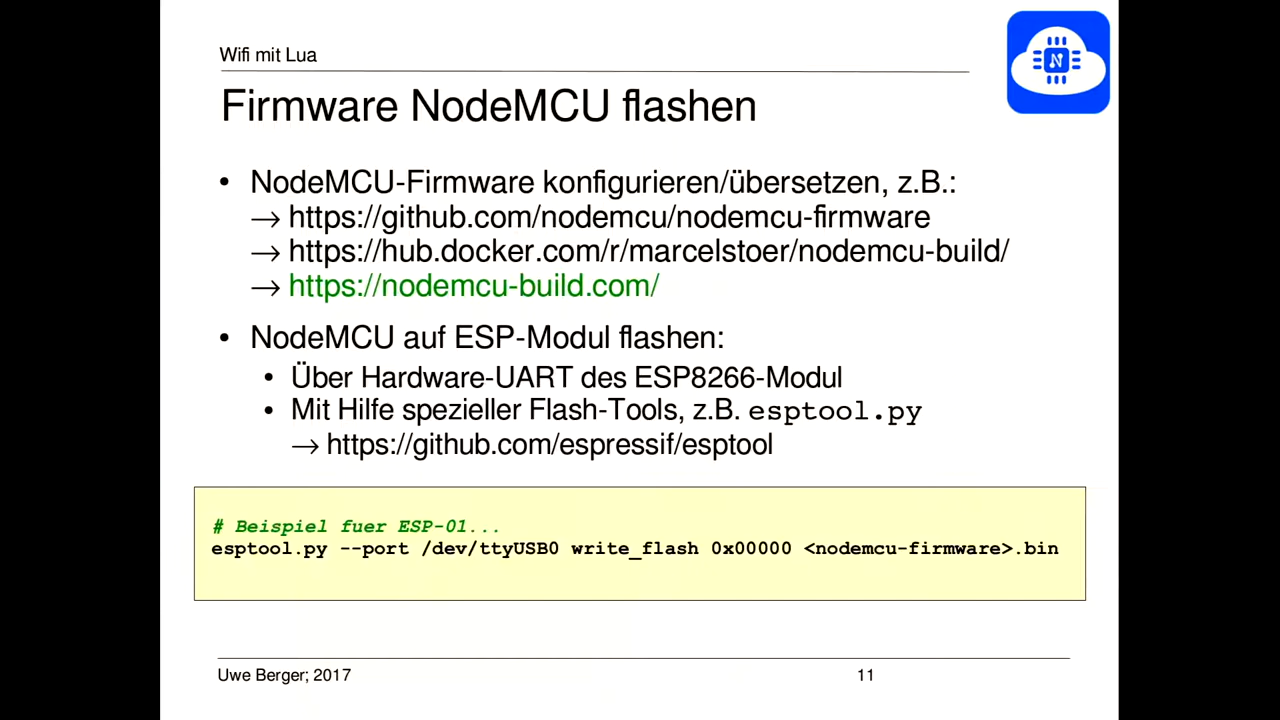 Wifi mit Lua
N
Firmware NodeMCU flashen
• NodeMCU-Firmware konfigurieren/übersetzen, z.B.:
→ https://github.com/nodemcu/nodemcu-firmware
→ https://hub.docker.com/r/marcelstoer/nodemcu-build/
→ https://nodemcu-build.com/
• NodeMCU auf ESP-Modul flashen:
• Über Hardware-UART des ESP8266-Modul
• Mit Hilfe spezieller Flash-Tools, z.B. esptool.py
→ https://github.com/espressif/esptool
# Beispiel fuer ESP-01...
esptool.py --port /dev/ttyUSB0 write_flash 0x00000 <nodemcu-firmware>.bin
Uwe Berger; 2017
11